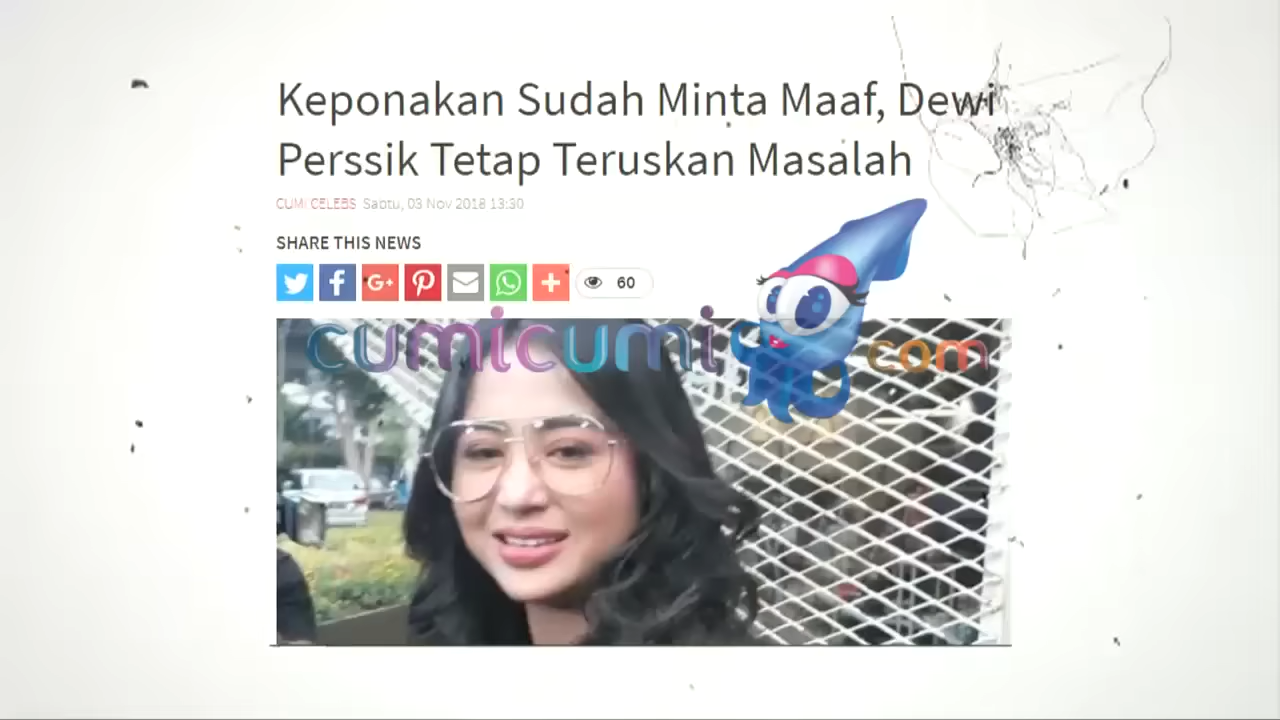 Keponakan Sudah Minta Maaf, Dewi
Perssik Tetap Teruskan Masalah
CUMI CELEBS Sabtu, 03 Nov 2018 13:30
SHARE THIS NEWS
60
cumicumi.com